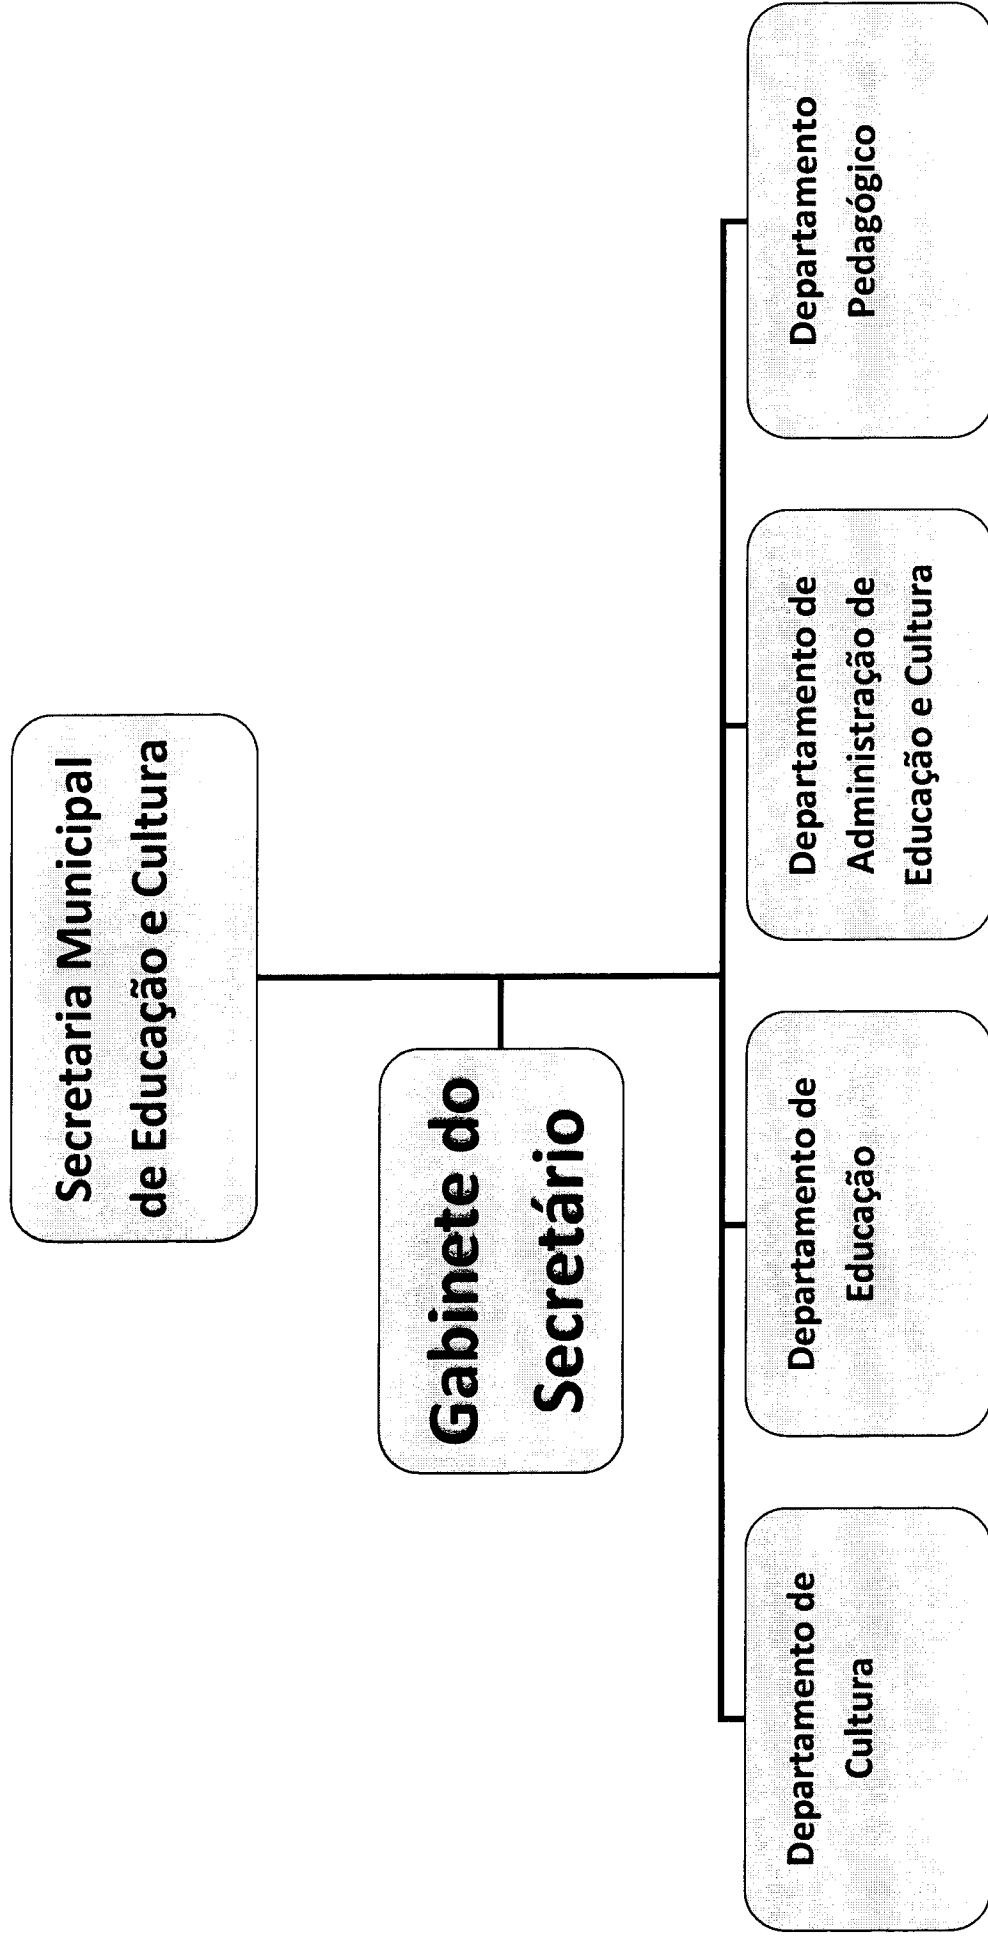 Secretaria Municipal
de Educação e Cultura
Gabinete do
Secretário
Departamento de
Cultura
Departamento de
Educação
Departamento de
Administração de
Educação e Cultura
Departamento
Pedagógico